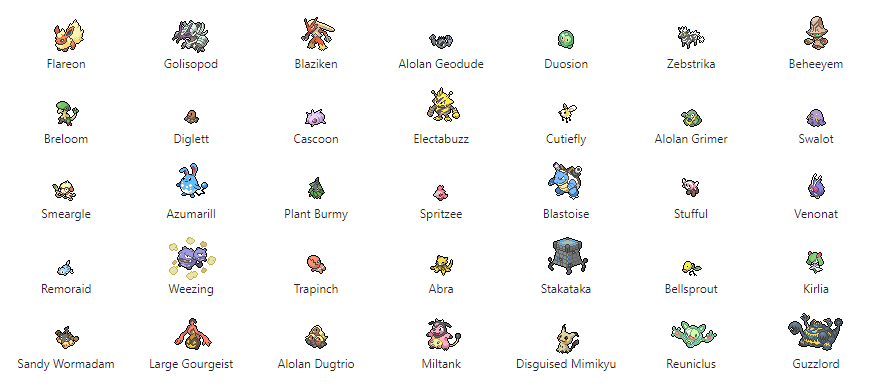 Flareon Golisopod Blaziken Alolan Geodude Duosion Zebstrika Beheeyem
Breloom Diglett Cascoon Electabuzz Cutiefly Alolan Grimer Swalot
Smeargle Azumarill Plant Burmy Spritzee Blastoise Stufful Venonat
Remoraid Weezing Trapinch Abra Stakataka Bellsprout Kirlia
Sandy Wormadam Large Gourgeist Alolan Dugtrio Miltank Disguised Mimikyu Reuniclus Guzzlord